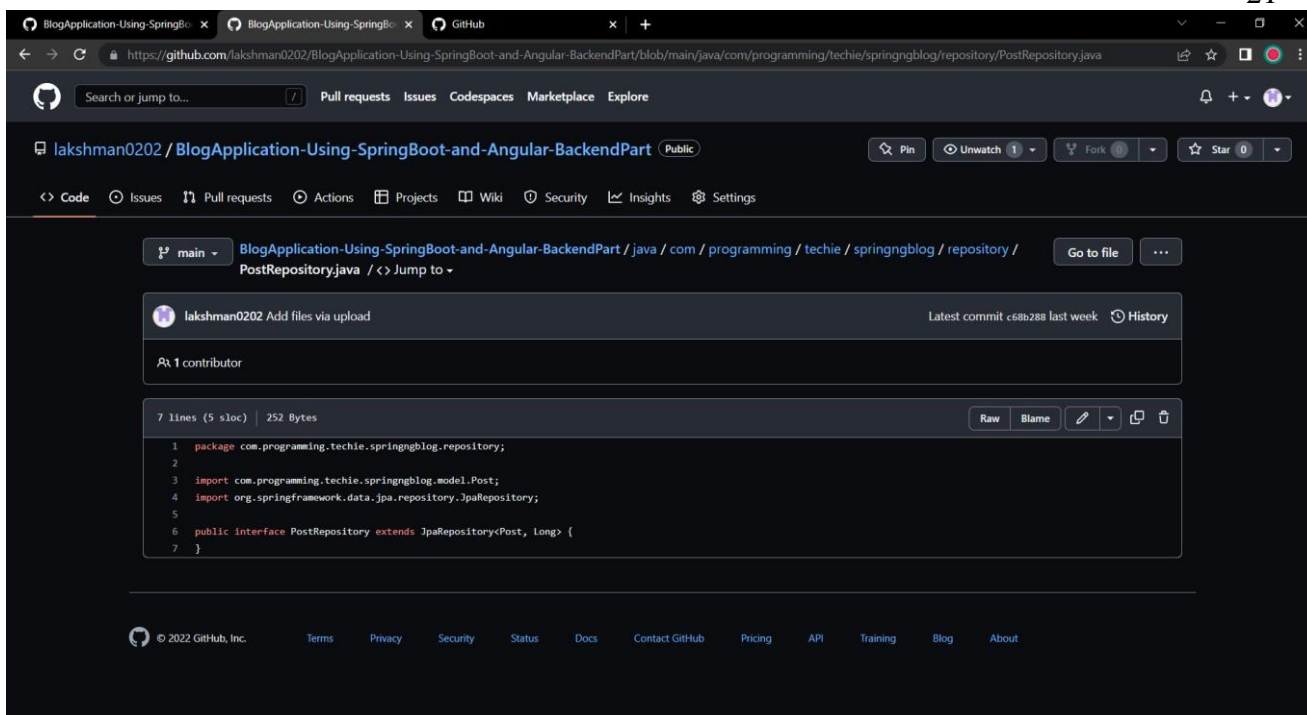 BlogApplication-Using-SpringBo BlogApplication-Using-SpringBo GitHub
https://github.com/lakshman0202/BlogApplication-Using-SpringBoot-and-Angular-BackendPart/blob/main/java/com/programming/techie/springngblog/repository/PostRepository.java
Search or jump to... / Pull requests Issues Codespaces Marketplace Explore
lakshman0202 / BlogApplication-Using-SpringBoot-and-Angular-BackendPart Public Pin Unwatch 1 Fork 0 Star 0
<> Code Issues Pull requests Actions Projects Wiki Security Insights Settings
main BlogApplication-Using-SpringBoot-and-Angular-BackendPart / java / com / programming / techie / springngblog / repository / Go to file ...
PostRepository.java / <> Jump to
lakshman0202 Add files via upload Latest commit c68b288 last week History
1 contributor
7 lines (5 sloc) | 252 Bytes Raw Blame
1 package com.programming.techie.springngblog.repository;
2
3 import com.programming.techie.springngblog.model.Post;
4 import org.springframework.data.jpa.repository.JpaRepository;
5
6 public interface PostRepository extends JpaRepository<Post, Long> {
7 }
© 2022 GitHub, Inc. Terms Privacy Security Status Docs Contact GitHub Pricing API Training Blog About